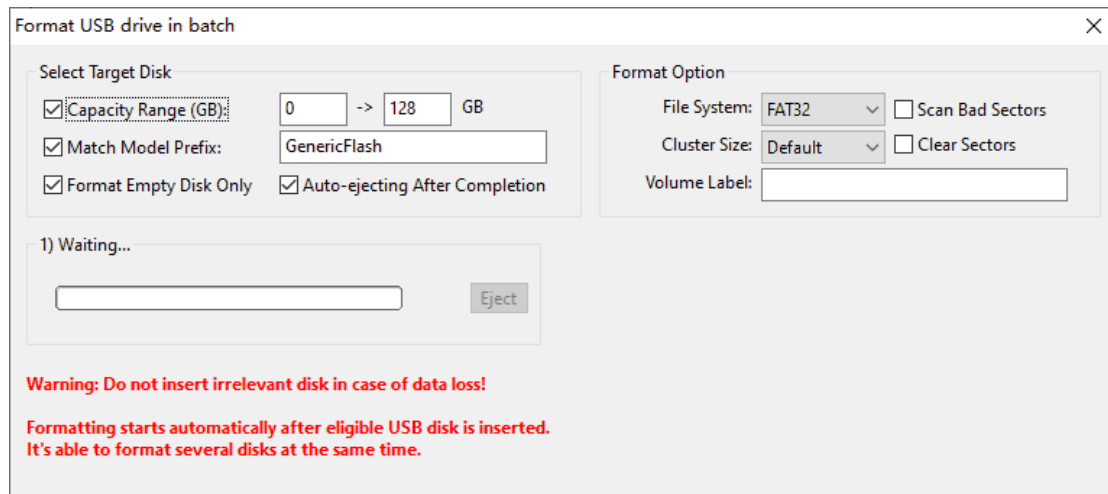 Format USB drive in batch
Select Target Disk
Capacity Range (GB): 0 -> 128 GB
Match Model Prefix: GenericFlash
Format Empty Disk Only Auto-ejecting After Completion
Format Option
File System: FAT32 Scan Bad Sectors
Cluster Size: Default Clear Sectors
Volume Label:
1) Waiting...
Eject
Warning: Do not insert irrelevant disk in case of data loss!
Formatting starts automatically after eligible USB disk is inserted.
It's able to format several disks at the same time.